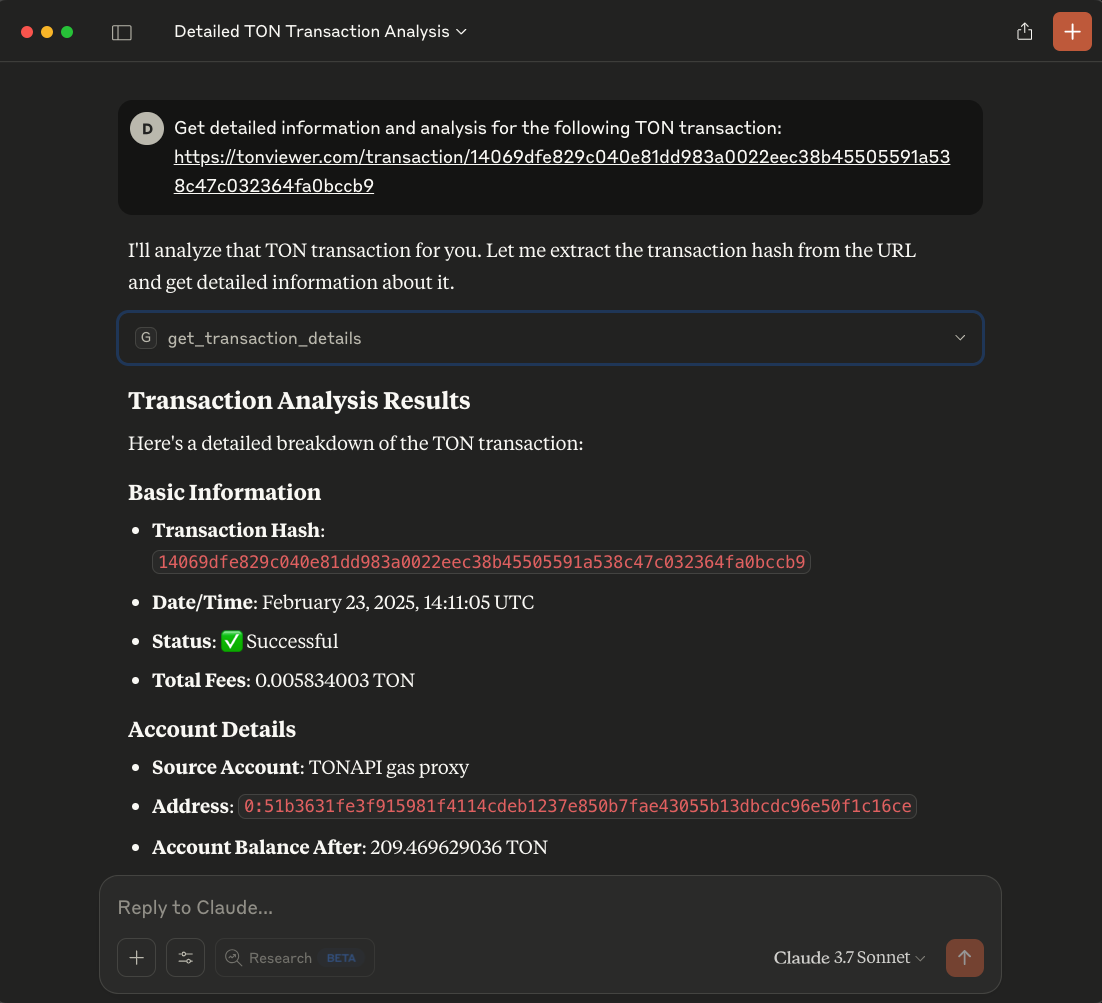 Detailed TON Transaction Analysis
D
Get detailed information and analysis for the following TON transaction:
https://tonviewer.com/transaction/14069dfe829c040e81dd983a0022eec38b45505591a53
8c47c032364fa0bccb9
I'll analyze that TON transaction for you. Let me extract the transaction hash from the URL
and get detailed information about it.
G get_transaction_details
Transaction Analysis Results
Here's a detailed breakdown of the TON transaction:
Basic Information
• Transaction Hash:
14069dfe829c040e81dd983a0022eec38b45505591a538c47c032364fa0bccb9
• Date/Time: February 23, 2025, 14:11:05 UTC
• Status: ✅ Successful
• Total Fees: 0.005834003 TON
Account Details
• Source Account: TONAPI gas proxy
• Address: 0:51b3631fe3f915981f4114cdeb1237e850b7fae43055b13dbcdc96e50f1c16ce
• Account Balance After: 209.469629036 TON
Reply to Claude...
Research BETA
Claude 3.7 Sonnet